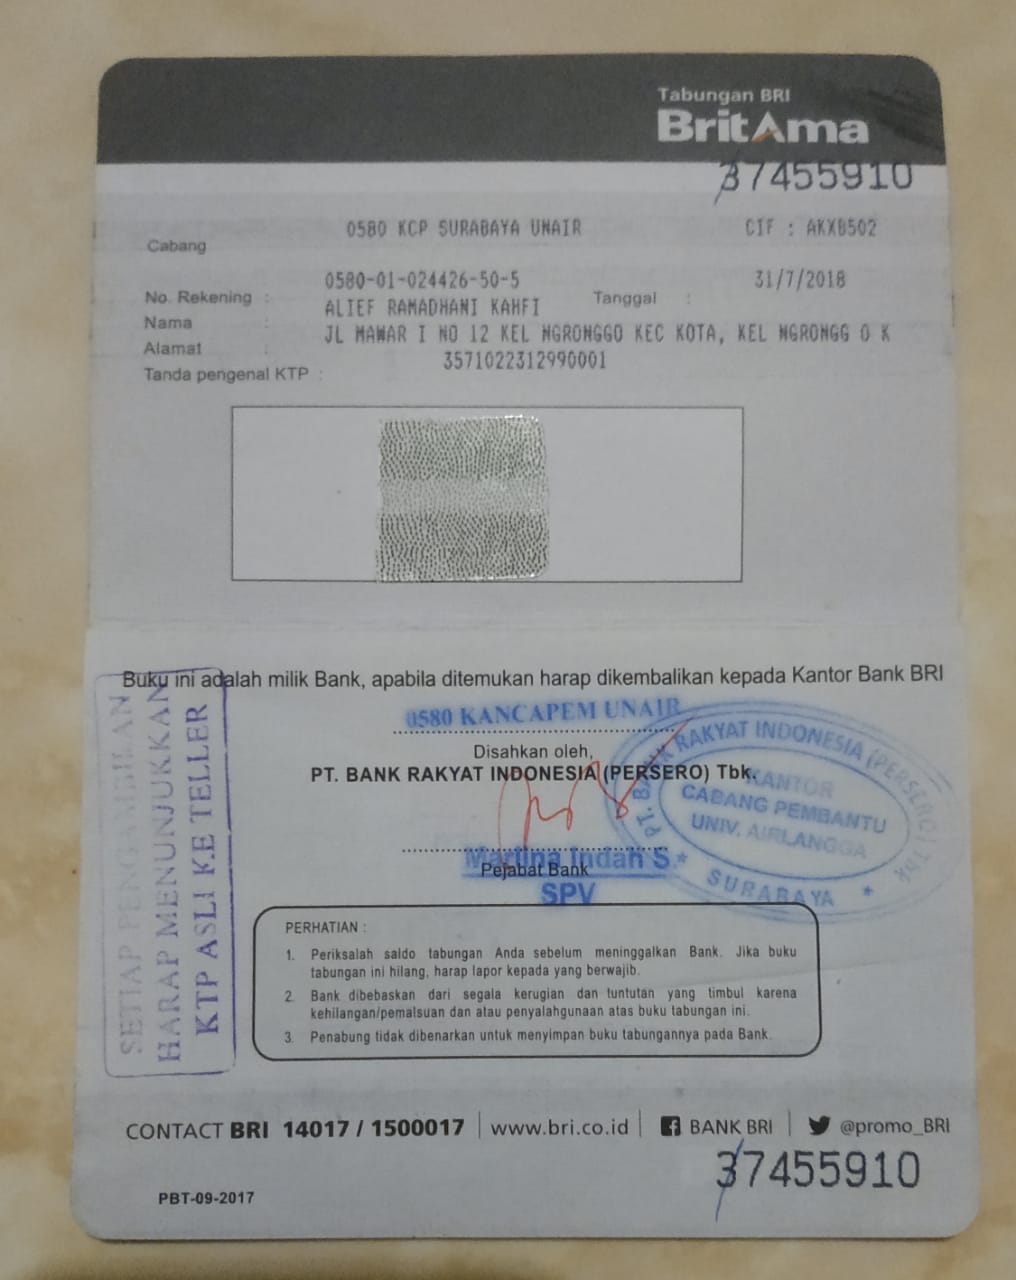 Tabungan BRI
BritAma
37455910
Cabang 0580 KCP SURABAYA UNAIR CIF : AKXB502
No. Rekening : 0580-01-024426-50-5 Tanggal : 31/7/2018
Nama : ALIEF RAMADHANI KAHFI
Alamat : JL MAWAR I NO 12 KEL NGRONGGO KEC KOTA, KEL NGRONGG O K
Tanda pengenal KTP : 3571022312990001
Buku ini adalah milik Bank, apabila ditemukan harap dikembalikan kepada Kantor Bank BRI
0580 KANCAPEM UNAIR
Disahkan oleh,
PT. BANK RAKYAT INDONESIA (PERSERO) Tbk.
Martina Indah S.
Pejabat Bank
SPV
PT. BANK RAKYAT INDONESIA (PERSERO) Tbk
KANTOR
CABANG PEMBANTU
UNIV. AIRLANGGA
* SURABAYA *
SETIAP PENGAMBILAN
HARAP MENUNJUKKAN
KTP ASLI KE TELLER
PERHATIAN :
1. Periksalah saldo tabungan Anda sebelum meninggalkan Bank. Jika buku
tabungan ini hilang, harap lapor kepada yang berwajib.
2. Bank dibebaskan dari segala kerugian dan tuntutan yang timbul karena
kehilangan/pemalsuan dan atau penyalahgunaan atas buku tabungan ini.
3. Penabung tidak dibenarkan untuk menyimpan buku tabungannya pada Bank.
CONTACT BRI 14017 / 1500017 | www.bri.co.id | BANK BRI | @promo_BRI
37455910
PBT-09-2017